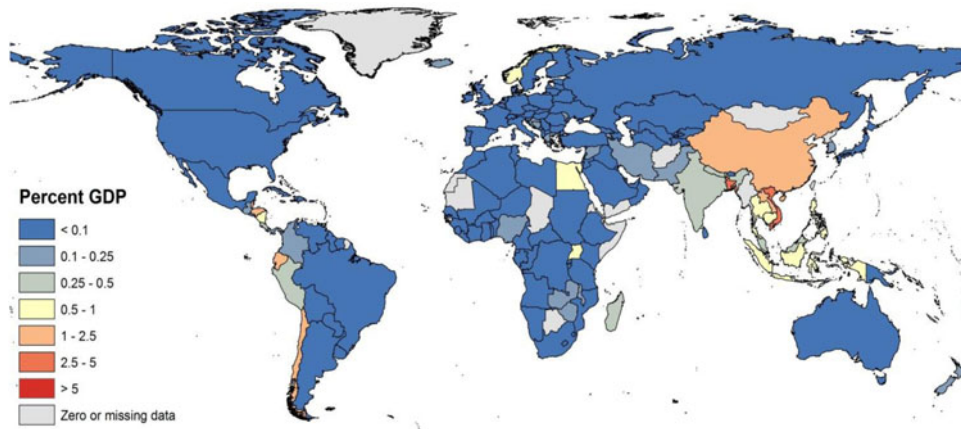 Percent GDP
< 0.1
0.1 - 0.25
0.25 - 0.5
0.5 - 1
1 - 2.5
2.5 - 5
> 5
Zero or missing data